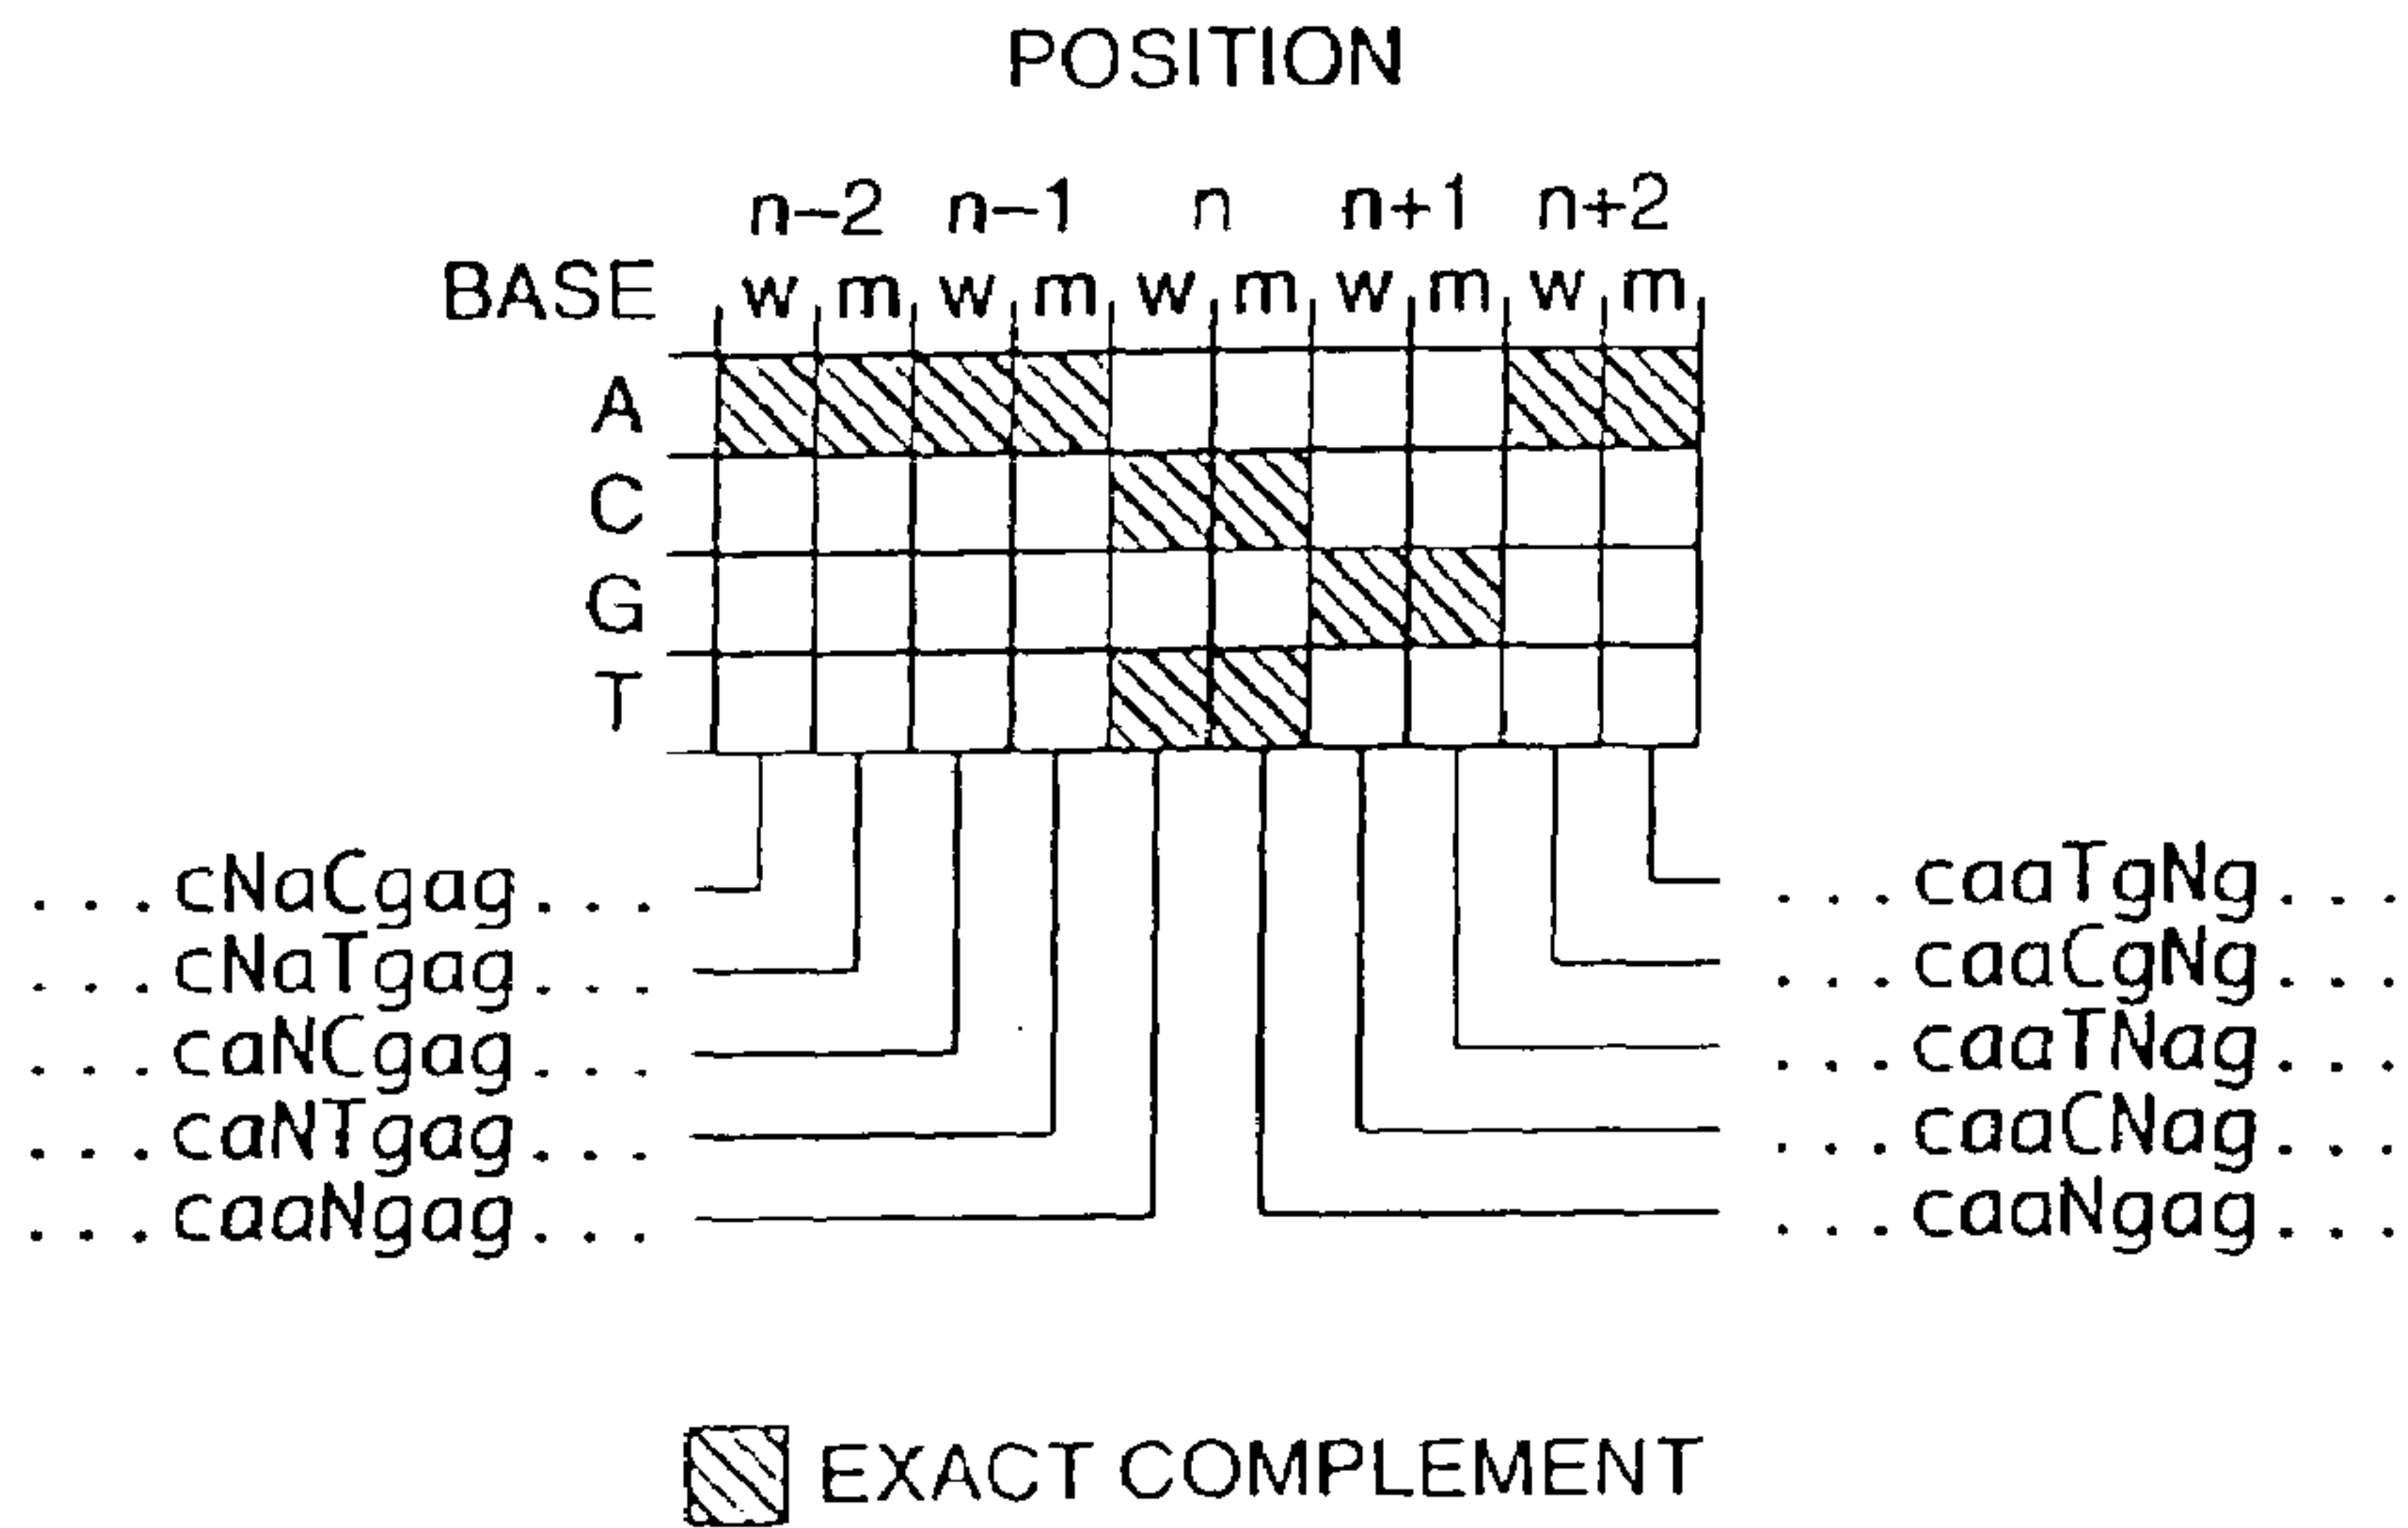 POSITION
n–2 n–1 n n+1 n+2
BASE w m w m w m w m w m
A
C
G
T
...cNaCgag...
...cNaTgag...
...caNCgag...
...caNTgag...
...caaNgag...
...caaTgNg...
...caaCgNg...
...caaTNag...
...caaCNag...
...caaNgag...
EXACT COMPLEMENT